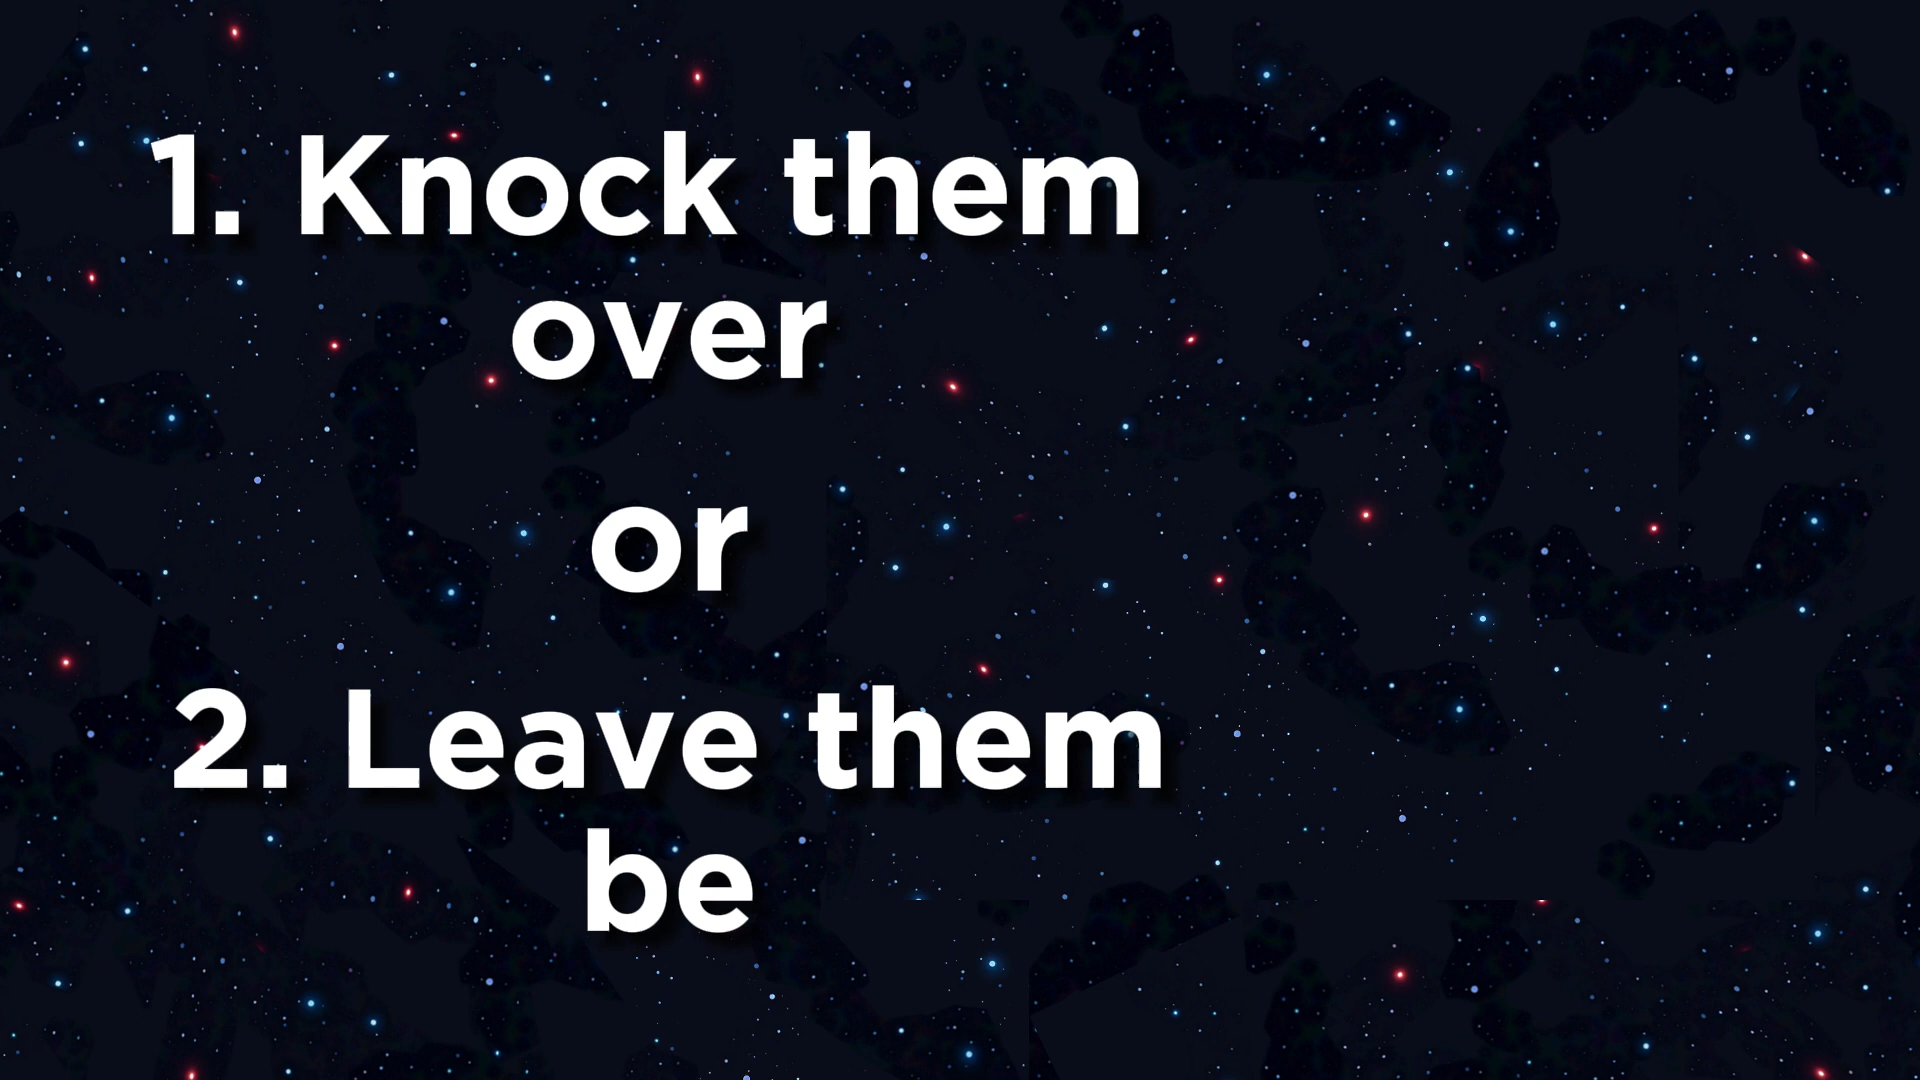 1. Knock them
over
or
2. Leave them
be